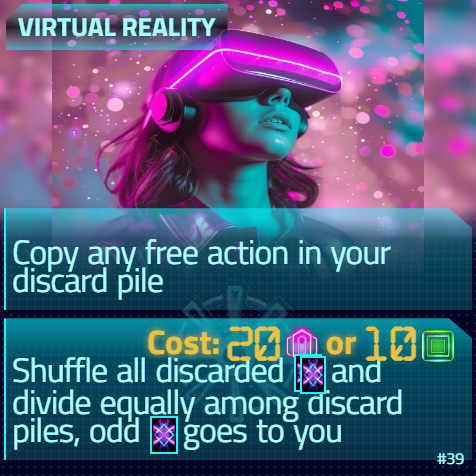 VIRTUAL REALITY
Copy any free action in your
discard pile
Cost: 20 or 10
Shuffle all discarded and
divide equally among discard
piles, odd goes to you
#39